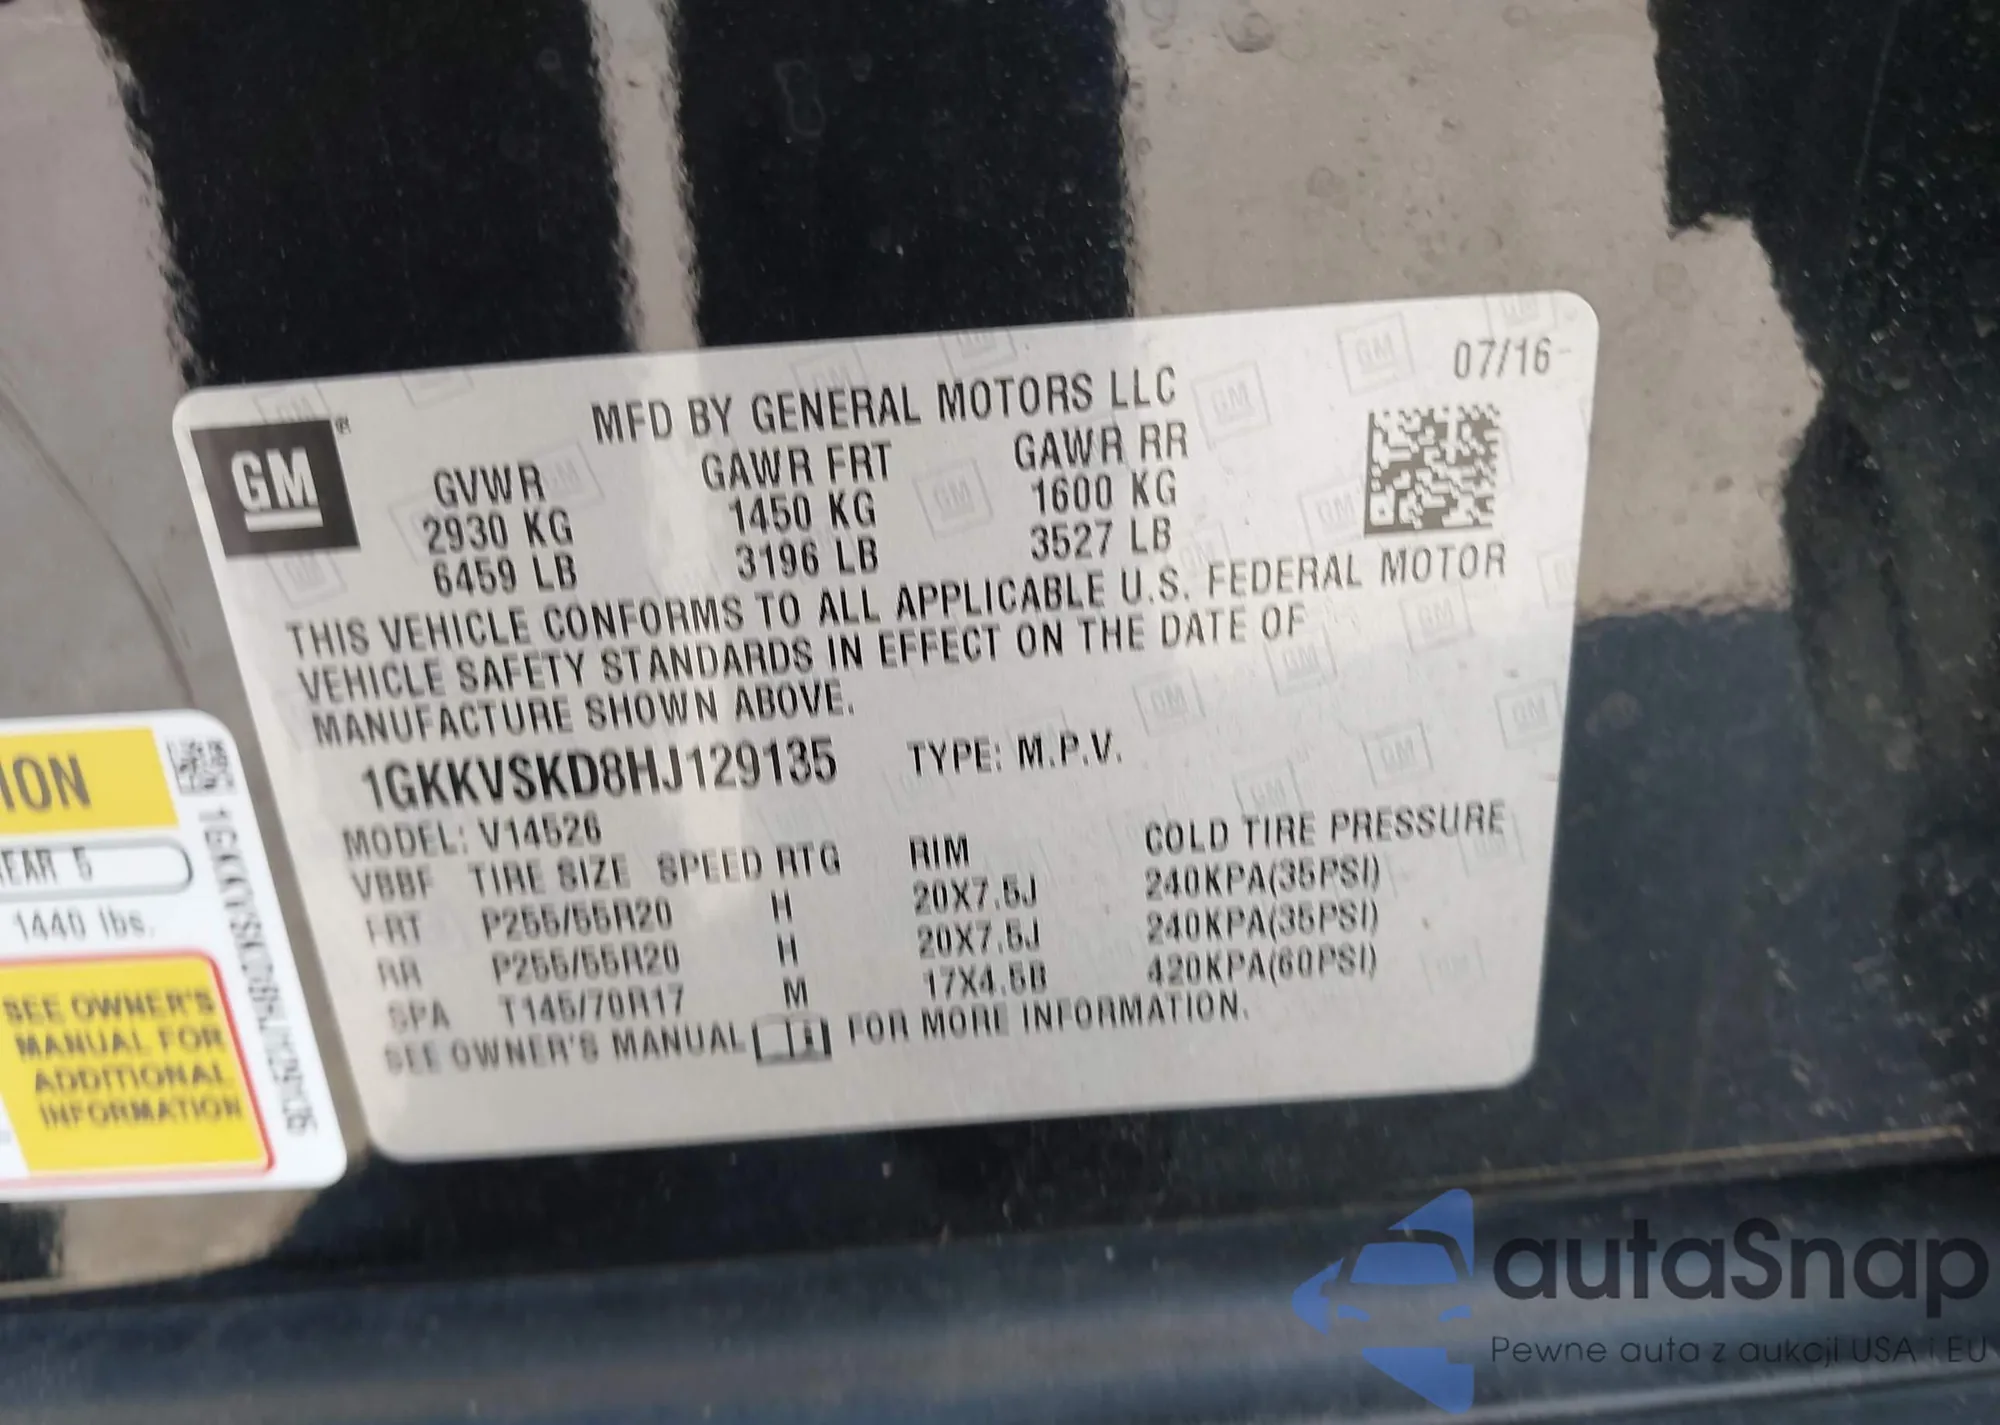 07/16
MFD BY GENERAL MOTORS LLC
GM
GVWR GAWR FRT GAWR RR
2930 KG 1450 KG 1600 KG
6459 LB 3196 LB 3527 LB
THIS VEHICLE CONFORMS TO ALL APPLICABLE U.S. FEDERAL MOTOR
VEHICLE SAFETY STANDARDS IN EFFECT ON THE DATE OF
MANUFACTURE SHOWN ABOVE.
1GKKVSKD8HJ129135 TYPE: M.P.V.
MODEL: V14526
VBBF TIRE SIZE SPEED RTG RIM COLD TIRE PRESSURE
FRT P255/55R20 H 20X7.5J 240KPA(35PSI)
RR P255/55R20 H 20X7.5J 240KPA(35PSI)
SPA T145/70R17 M 17X4.5B 420KPA(60PSI)
SEE OWNER'S MANUAL FOR MORE INFORMATION.
ION
EAR 5
1440 lbs.
SEE OWNER'S
MANUAL FOR
ADDITIONAL
INFORMATION
1GKKVSKD8HJ129135
autaSnap
Pewne auta z aukcji USA i EU